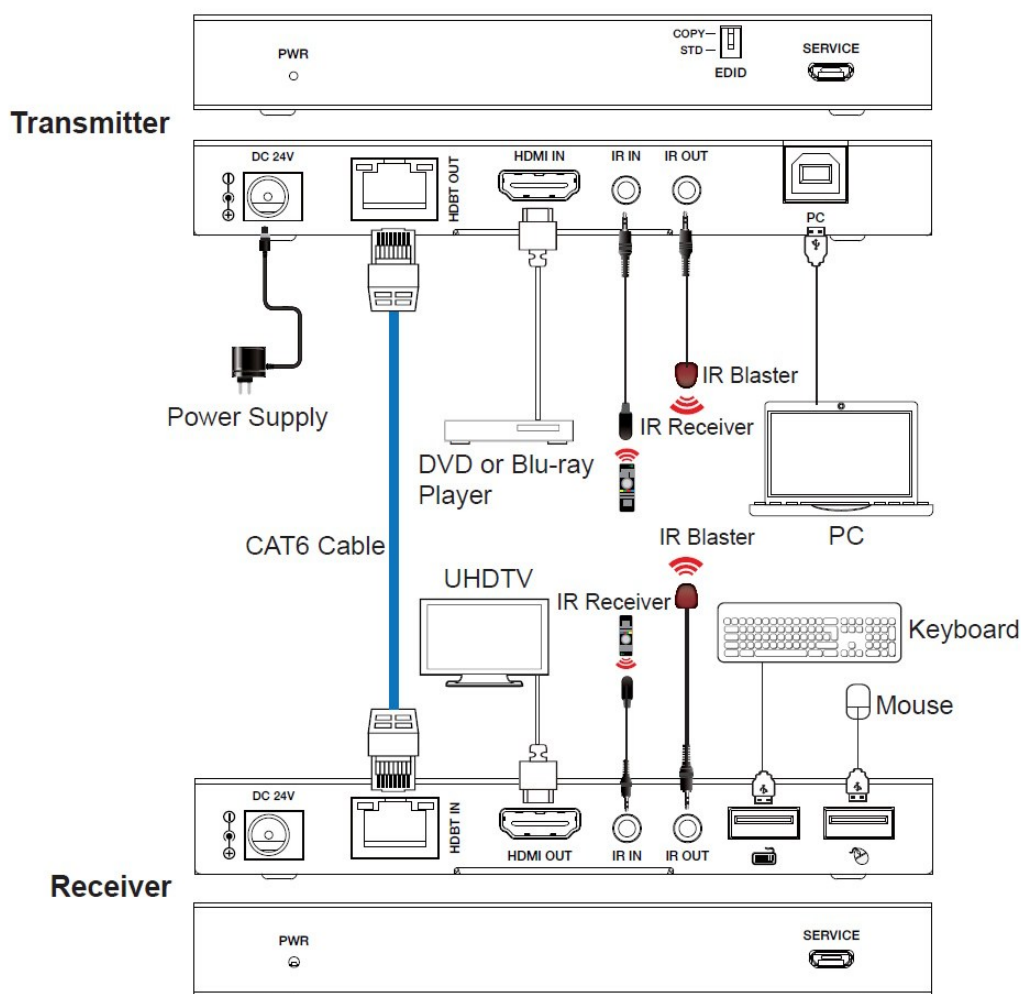 COPY
STD
EDID
PWR
SERVICE
Transmitter
DC 24V
HDBT OUT
HDMI IN
IR IN
IR OUT
PC
Power Supply
IR Blaster
IR Receiver
DVD or Blu-ray
Player
PC
CAT6 Cable
IR Blaster
UHDTV
IR Receiver
Keyboard
Mouse
DC 24V
HDBT IN
HDMI OUT
IR IN
IR OUT
Receiver
PWR
SERVICE